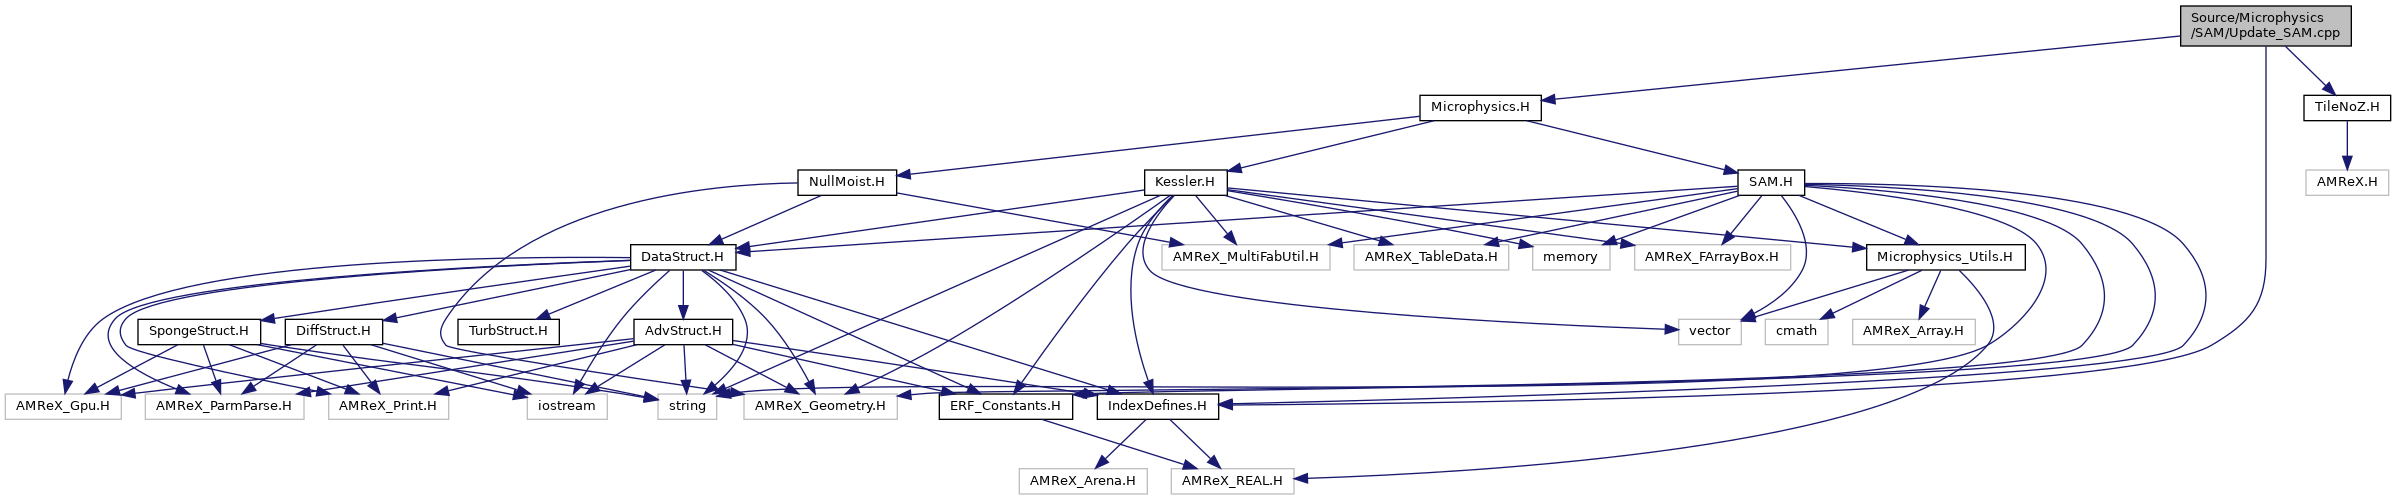 Source/Microphysics
/SAM/Update_SAM.cpp
Microphysics.H
TileNoZ.H
NullMoist.H
Kessler.H
SAM.H
AMReX.H
DataStruct.H
AMReX_MultiFabUtil.H
AMReX_TableData.H
memory
AMReX_FArrayBox.H
Microphysics_Utils.H
SpongeStruct.H
DiffStruct.H
TurbStruct.H
AdvStruct.H
vector
cmath
AMReX_Array.H
AMReX_Gpu.H
AMReX_ParmParse.H
AMReX_Print.H
iostream
string
AMReX_Geometry.H
ERF_Constants.H
IndexDefines.H
AMReX_Arena.H
AMReX_REAL.H